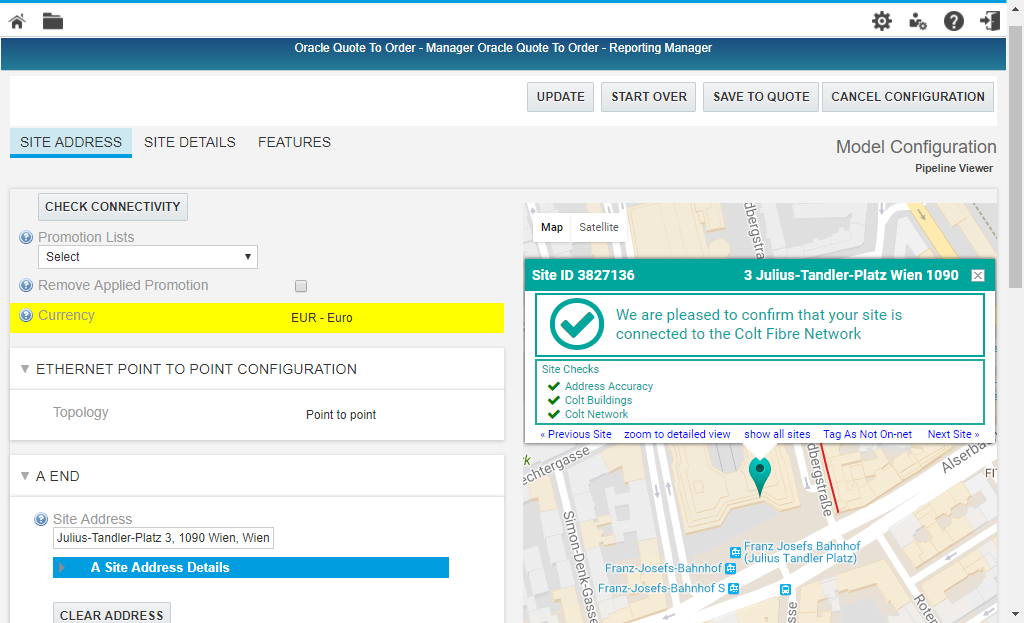 Oracle Quote To Order - Manager Oracle Quote To Order - Reporting Manager
UPDATE
START OVER
SAVE TO QUOTE
CANCEL CONFIGURATION
SITE ADDRESS
SITE DETAILS
FEATURES
Model Configuration
Pipeline Viewer
CHECK CONNECTIVITY
Promotion Lists
Select
Remove Applied Promotion
Currency
EUR - Euro
ETHERNET POINT TO POINT CONFIGURATION
Topology
Point to point
A END
Site Address
Julius-Tandler-Platz 3, 1090 Wien, Wien
A Site Address Details
CLEAR ADDRESS
Map
Satellite
Site ID 3827136
3 Julius-Tandler-Platz Wien 1090
We are pleased to confirm that your site is
connected to the Colt Fibre Network
Site Checks
Address Accuracy
Colt Buildings
Colt Network
« Previous Site
zoom to detailed view
show all sites
Tag As Not On-net
Next Site »
dbergstr
chtergasse
dbergstraße
Alserba
FIT
Simon-Denk-Gasse
Franz Josefs Bahnhof
(Julius Tandler Platz)
Franz-Josefs-Bahnhof
Franz-Josefs-Bahnhof S
Roten